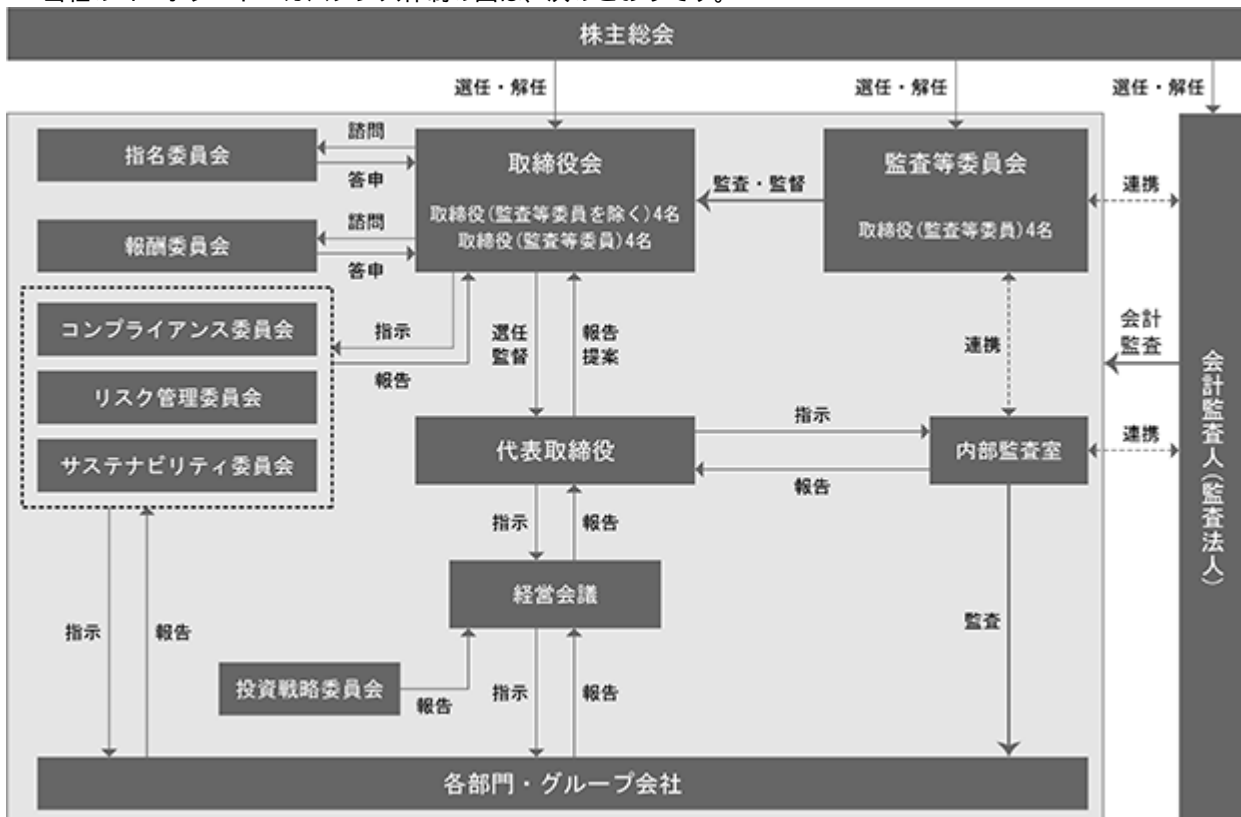 株主総会
選任・解任
選任・解任
選任・解任
指名委員会
諮問
答申
取締役会
取締役(監査等委員を除く)4名
取締役(監査等委員)4名
監査・監督
監査等委員会
取締役(監査等委員)4名
連携
報酬委員会
諮問
答申
コンプライアンス委員会
リスク管理委員会
サステナビリティ委員会
指示
報告
選任
監督
報告
提案
連携
会計
監査
会計監査人(監査法人)
代表取締役
指示
報告
内部監査室
連携
指示
報告
経営会議
指示
報告
投資戦略委員会
報告
指示
報告
監査
各部門・グループ会社